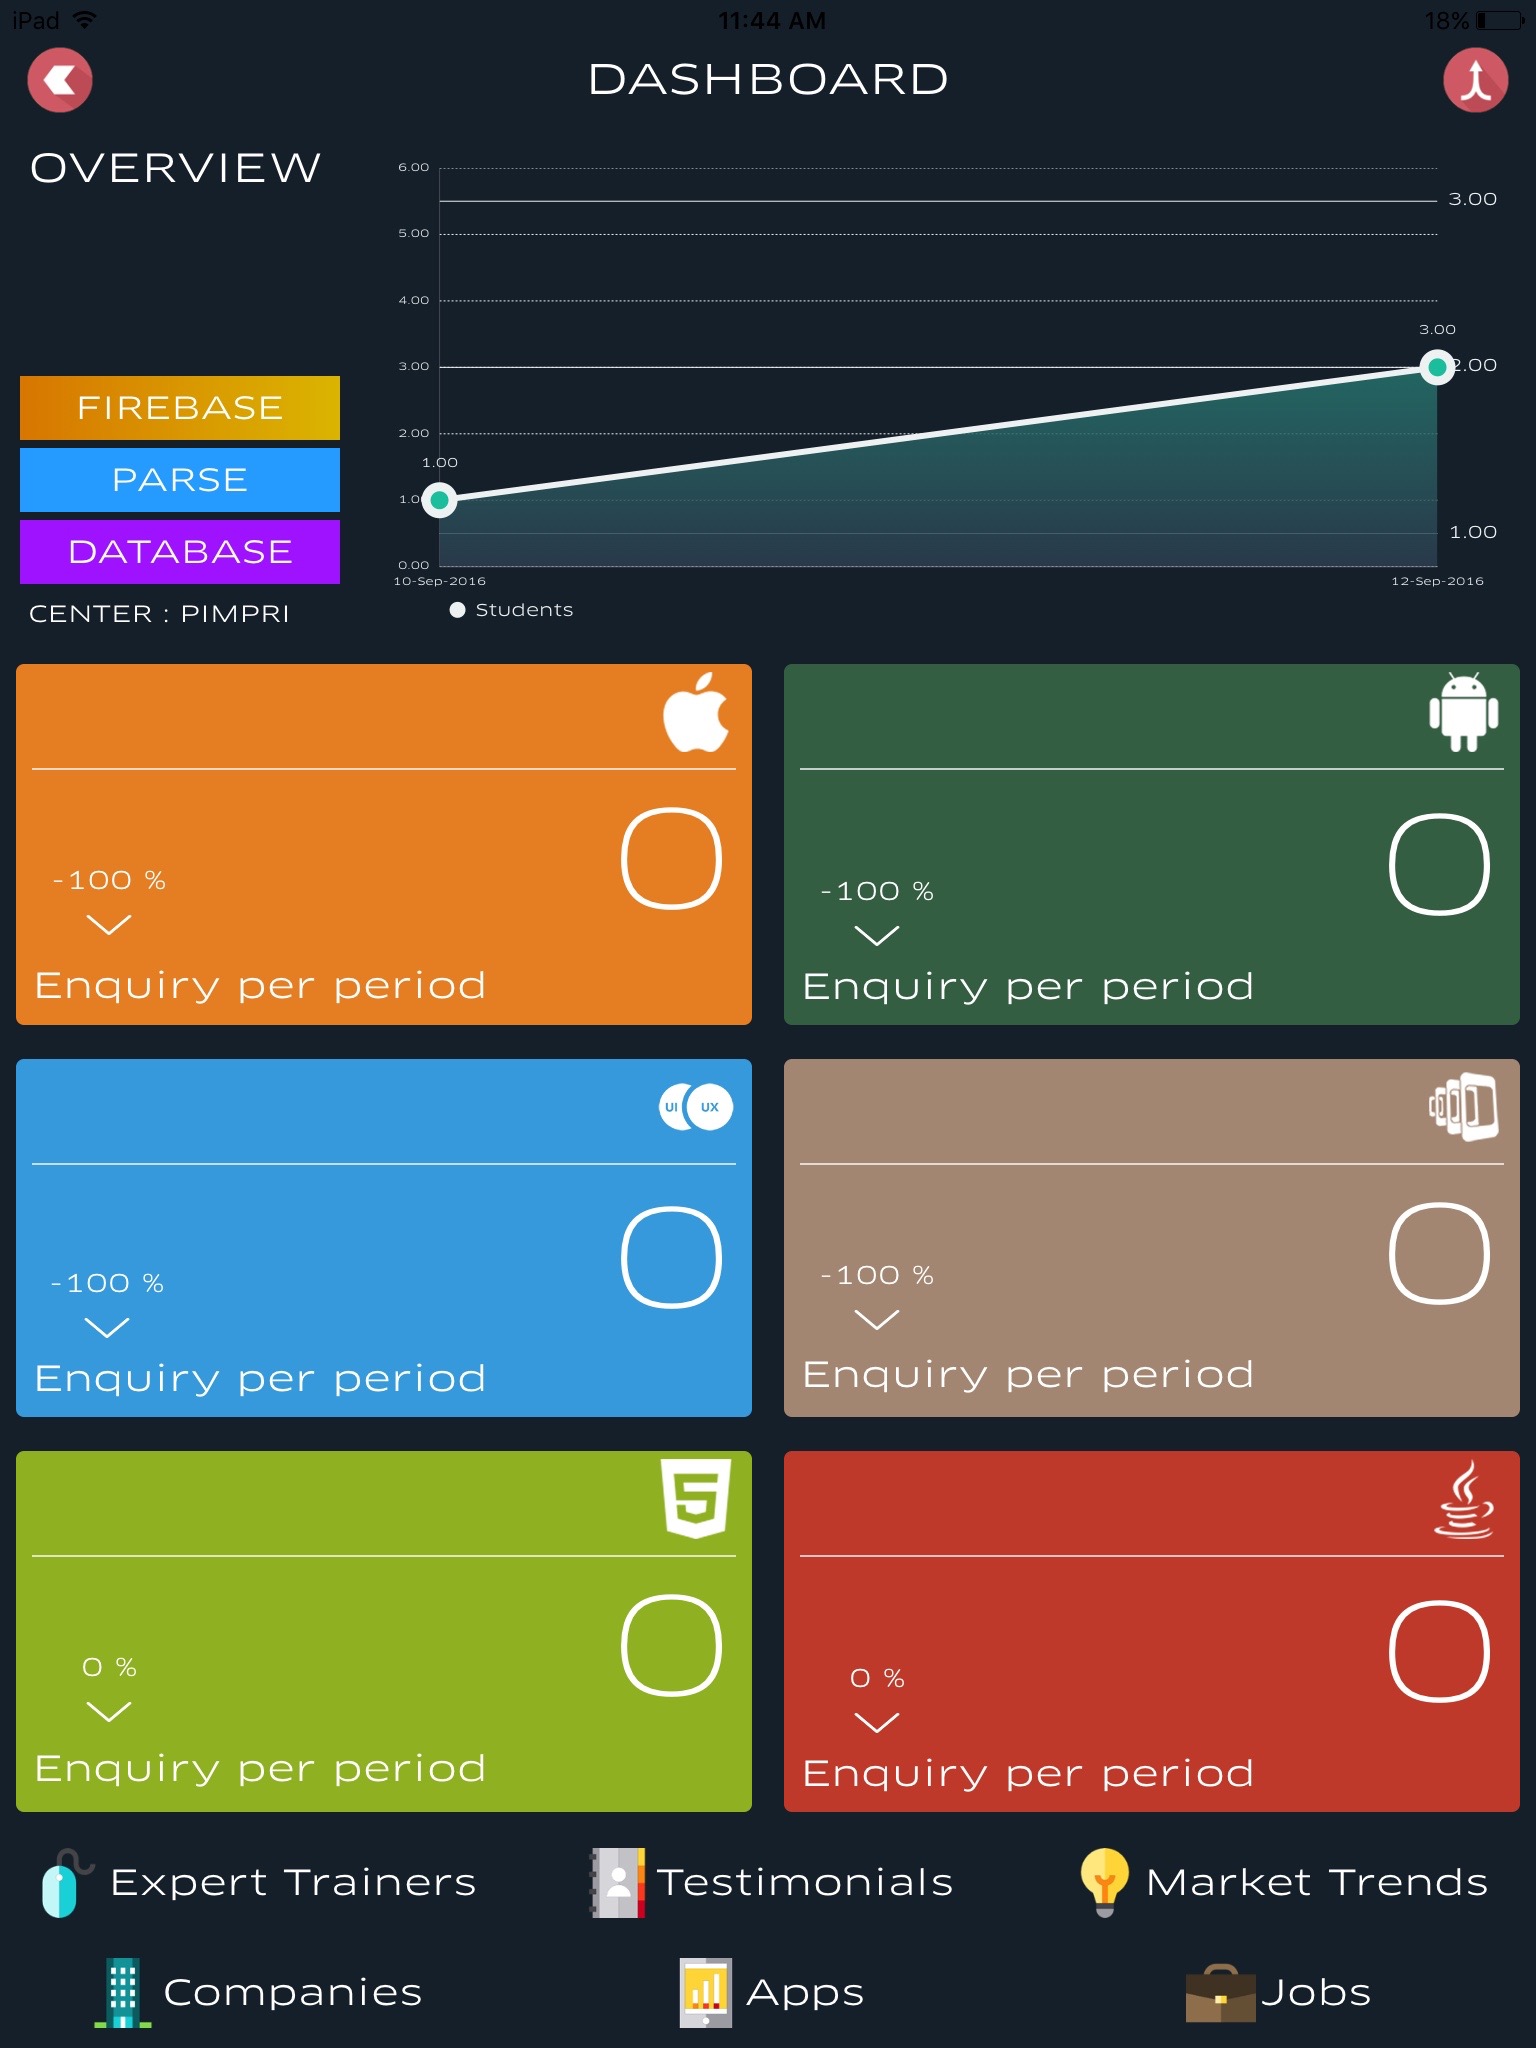 iPad 11:44 AM 18%
DASHBOARD
OVERVIEW
6.00
3.00
5.00
4.00
3.00
3.00
2.00
FIREBASE
2.00
1.00
PARSE
1.0
1.00
DATABASE
0.00
10-Sep-2016 12-Sep-2016
CENTER : PIMPRI
Students
0
-100 %
Enquiry per period
0
-100 %
Enquiry per period
UI UX
0
-100 %
Enquiry per period
0
-100 %
Enquiry per period
5
0
0 %
Enquiry per period
0
0 %
Enquiry per period
Expert Trainers Testimonials Market Trends
Companies Apps Jobs